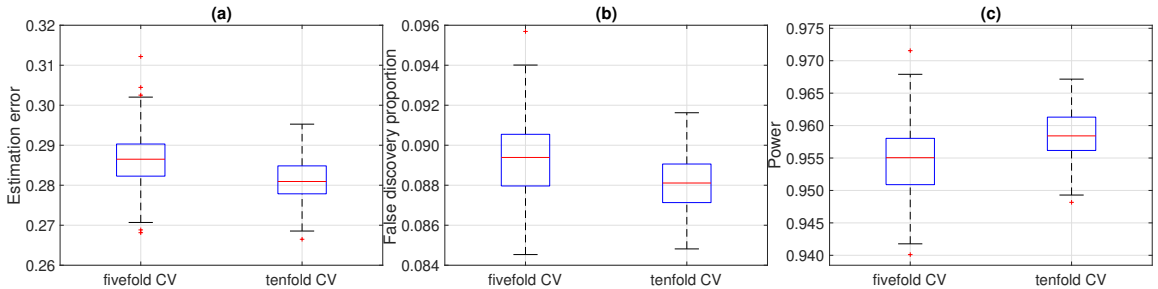 (a)
Estimation error
0.32
0.31
0.30
0.29
0.28
0.27
0.26
fivefold CV
tenfold CV
(b)
False discovery proportion
0.096
0.094
0.092
0.090
0.088
0.086
0.084
fivefold CV
tenfold CV
(c)
Power
0.975
0.970
0.965
0.960
0.955
0.950
0.945
0.940
fivefold CV
tenfold CV